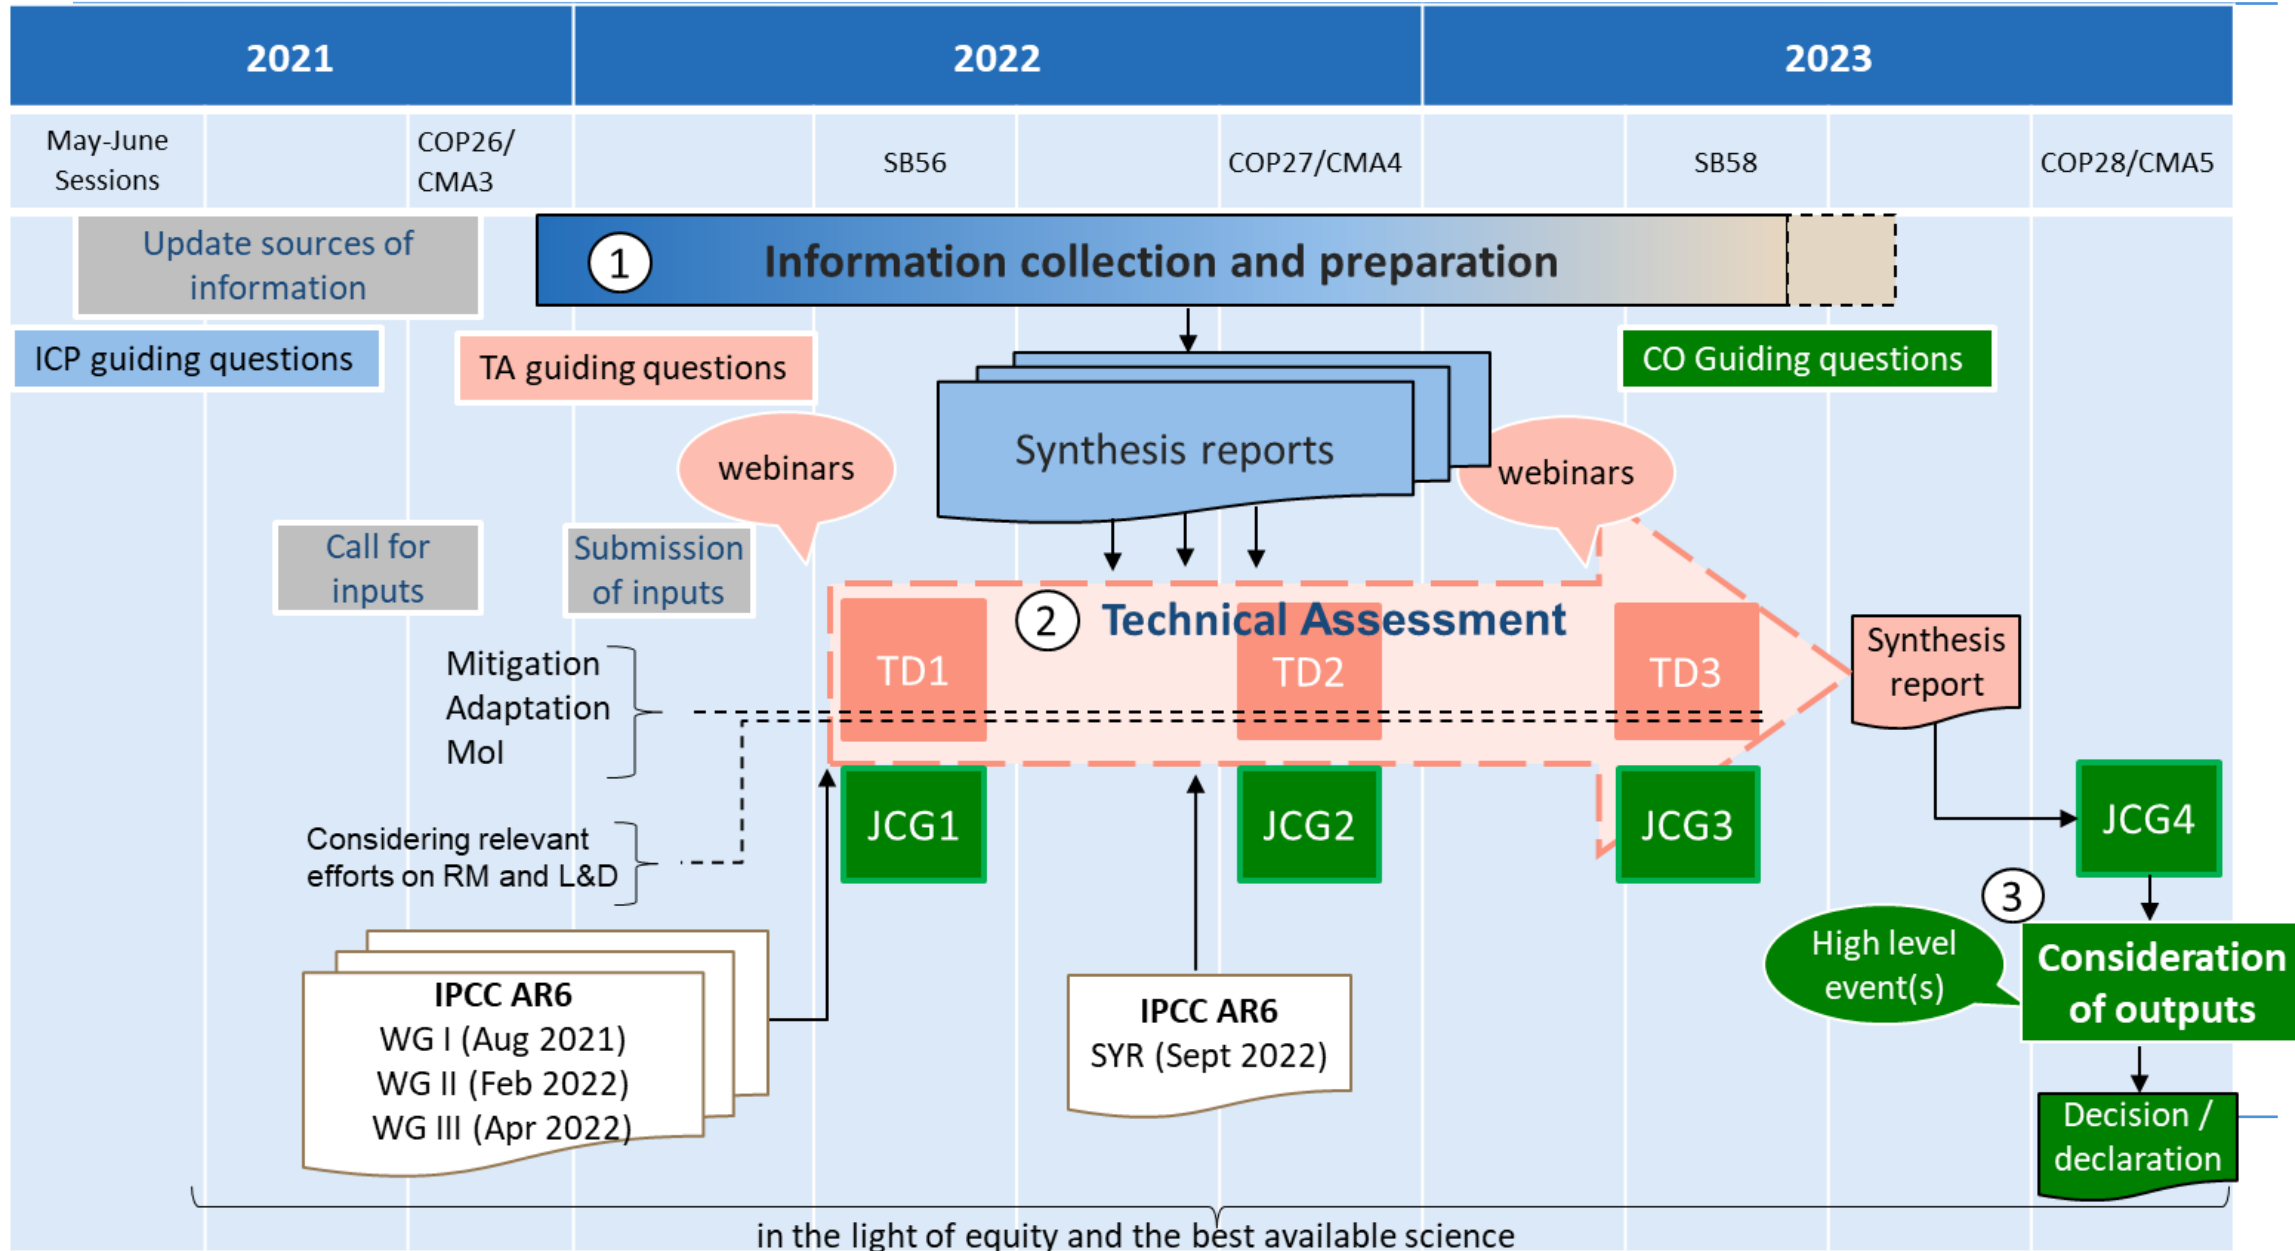 2021
2022
2023
May-June
Sessions
COP26/
CMA3
SB56
COP27/CMA4
SB58
COP28/CMA5
Update sources of
information
1
Information collection and preparation
ICP guiding questions
TA guiding questions
CO Guiding questions
webinars
Synthesis reports
webinars
Call for
inputs
Submission
of inputs
2
Technical Assessment
TD1
TD2
TD3
Synthesis
report
Mitigation
Adaptation
MoI
JCG1
JCG2
JCG3
JCG4
Considering relevant
efforts on RM and L&D
3
High level
event(s)
Consideration
of outputs
IPCC AR6
WG I (Aug 2021)
WG II (Feb 2022)
WG III (Apr 2022)
IPCC AR6
SYR (Sept 2022)
Decision /
declaration
in the light of equity and the best available science